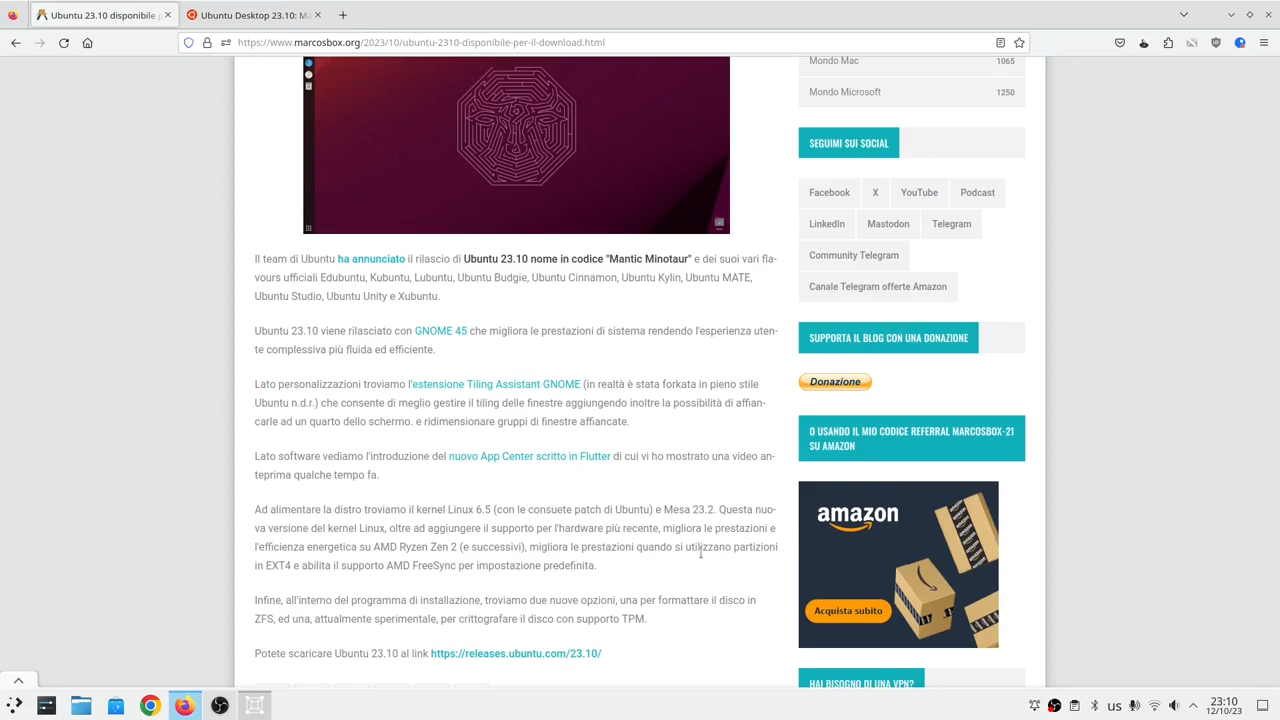 Ubuntu 23.10 disponibile p
Ubuntu Desktop 23.10: Ma
https://www.marcosbox.org/2023/10/ubuntu-2310-disponibile-per-il-download.html
Mondo Mac 1065
Mondo Microsoft 1250
SEGUIMI SUI SOCIAL
Facebook X YouTube Podcast
LinkedIn Mastodon Telegram
Community Telegram
Canale Telegram offerte Amazon
SUPPORTA IL BLOG CON UNA DONAZIONE
Donazione
O USANDO IL MIO CODICE REFERRAL MARCOSBOX-21
SU AMAZON
amazon
Acquista subito
HAI BISOGNO DI UNA VPN?
Il team di Ubuntu ha annunciato il rilascio di Ubuntu 23.10 nome in codice "Mantic Minotaur" e dei suoi vari fla-
vours ufficiali Edubuntu, Kubuntu, Lubuntu, Ubuntu Budgie, Ubuntu Cinnamon, Ubuntu Kylin, Ubuntu MATE,
Ubuntu Studio, Ubuntu Unity e Xubuntu.
Ubuntu 23.10 viene rilasciato con GNOME 45 che migliora le prestazioni di sistema rendendo l'esperienza uten-
te complessiva più fluida ed efficiente.
Lato personalizzazioni troviamo l'estensione Tiling Assistant GNOME (in realtà è stata forkata in pieno stile
Ubuntu n.d.r.) che consente di meglio gestire il tiling delle finestre aggiungendo inoltre la possibilità di affian-
carle ad un quarto dello schermo. e ridimensionare gruppi di finestre affiancate.
Lato software vediamo l'introduzione del nuovo App Center scritto in Flutter di cui vi ho mostrato una video an-
teprima qualche tempo fa.
Ad alimentare la distro troviamo il kernel Linux 6.5 (con le consuete patch di Ubuntu) e Mesa 23.2. Questa nuo-
va versione del kernel Linux, oltre ad aggiungere il supporto per l'hardware più recente, migliora le prestazioni e
l'efficienza energetica su AMD Ryzen Zen 2 (e successivi), migliora le prestazioni quando si utilizzano partizioni
in EXT4 e abilita il supporto AMD FreeSync per impostazione predefinita.
Infine, all'interno del programma di installazione, troviamo due nuove opzioni, una per formattare il disco in
ZFS, ed una, attualmente sperimentale, per crittografare il disco con supporto TPM.
Potete scaricare Ubuntu 23.10 al link https://releases.ubuntu.com/23.10/
us
23:10
12/10/23